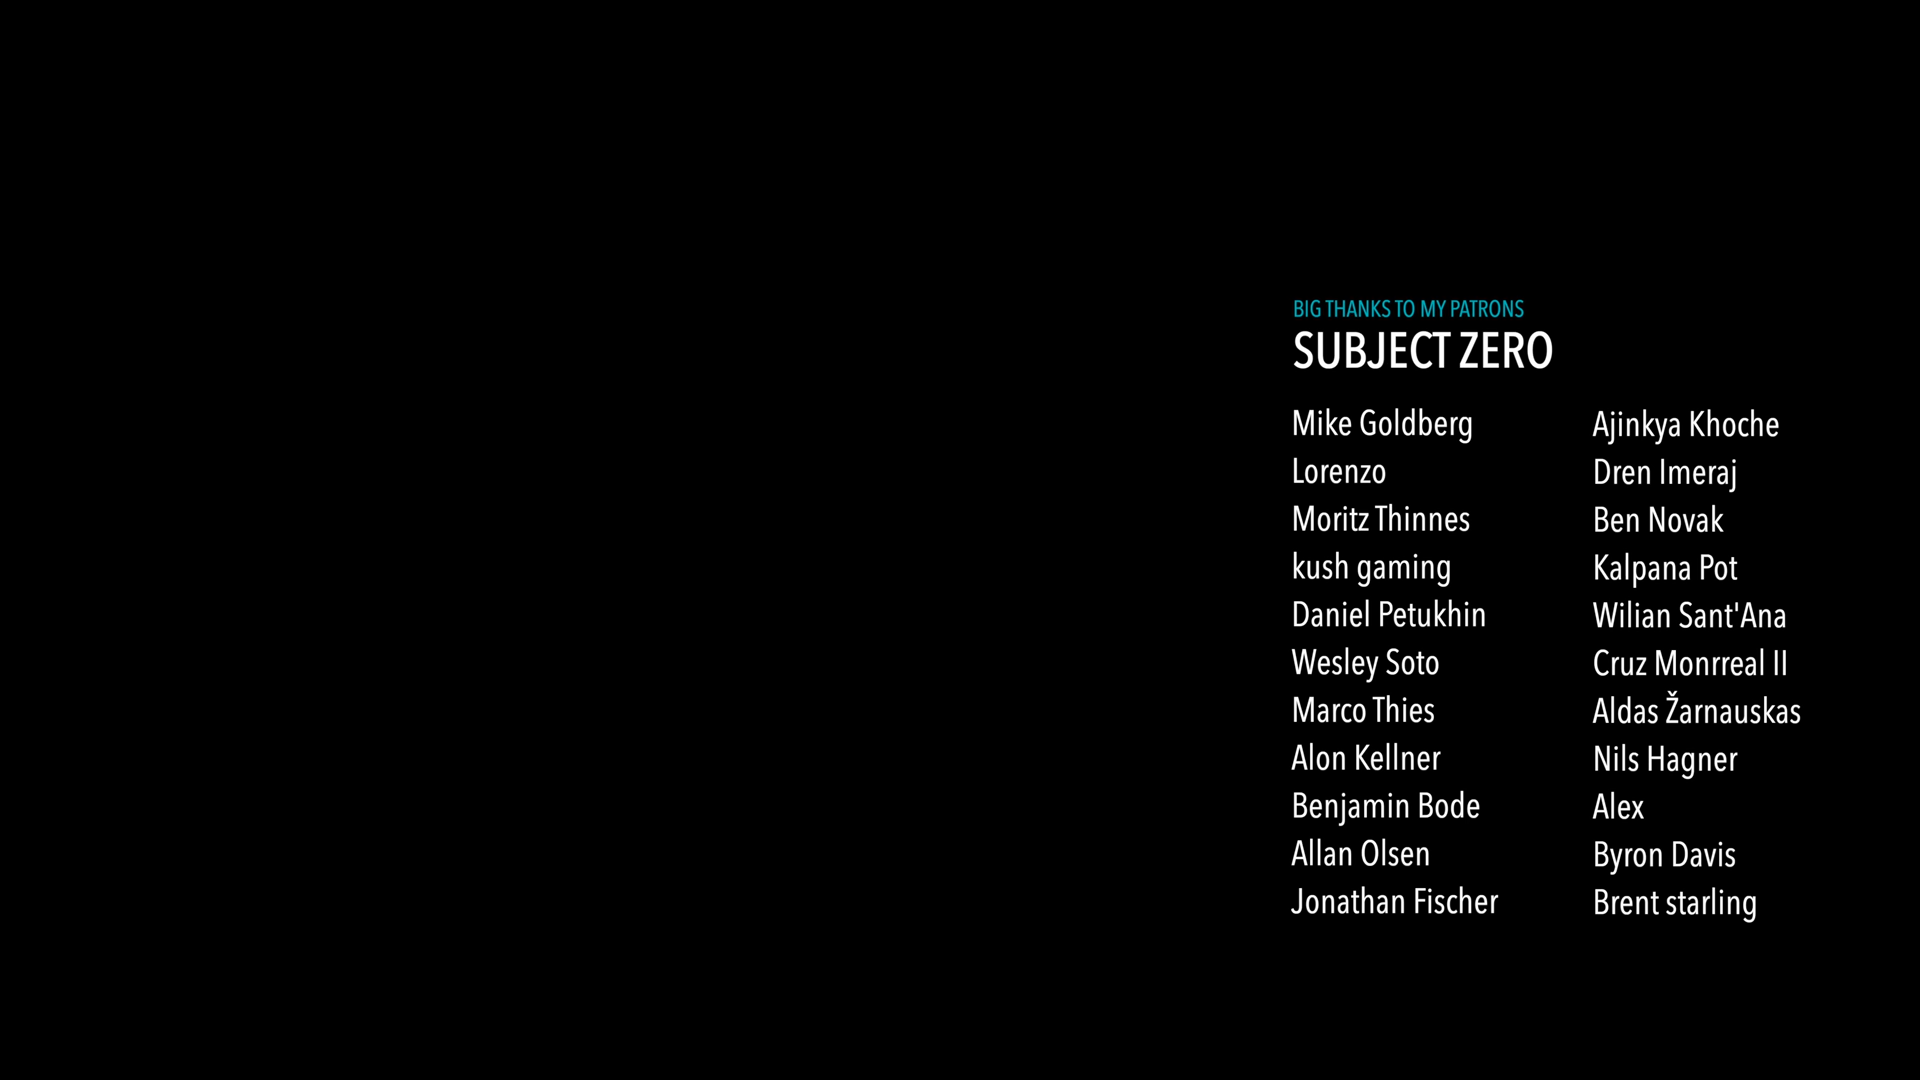 BIG THANKS TO MY PATRONS
SUBJECT ZERO
Mike Goldberg
Lorenzo
Moritz Thinnes
kush gaming
Daniel Petukhin
Wesley Soto
Marco Thies
Alon Kellner
Benjamin Bode
Allan Olsen
Jonathan Fischer
Ajinkya Khoche
Dren Imeraj
Ben Novak
Kalpana Pot
Wilian Sant'Ana
Cruz Monrreal II
Aldas Žarnauskas
Nils Hagner
Alex
Byron Davis
Brent starling